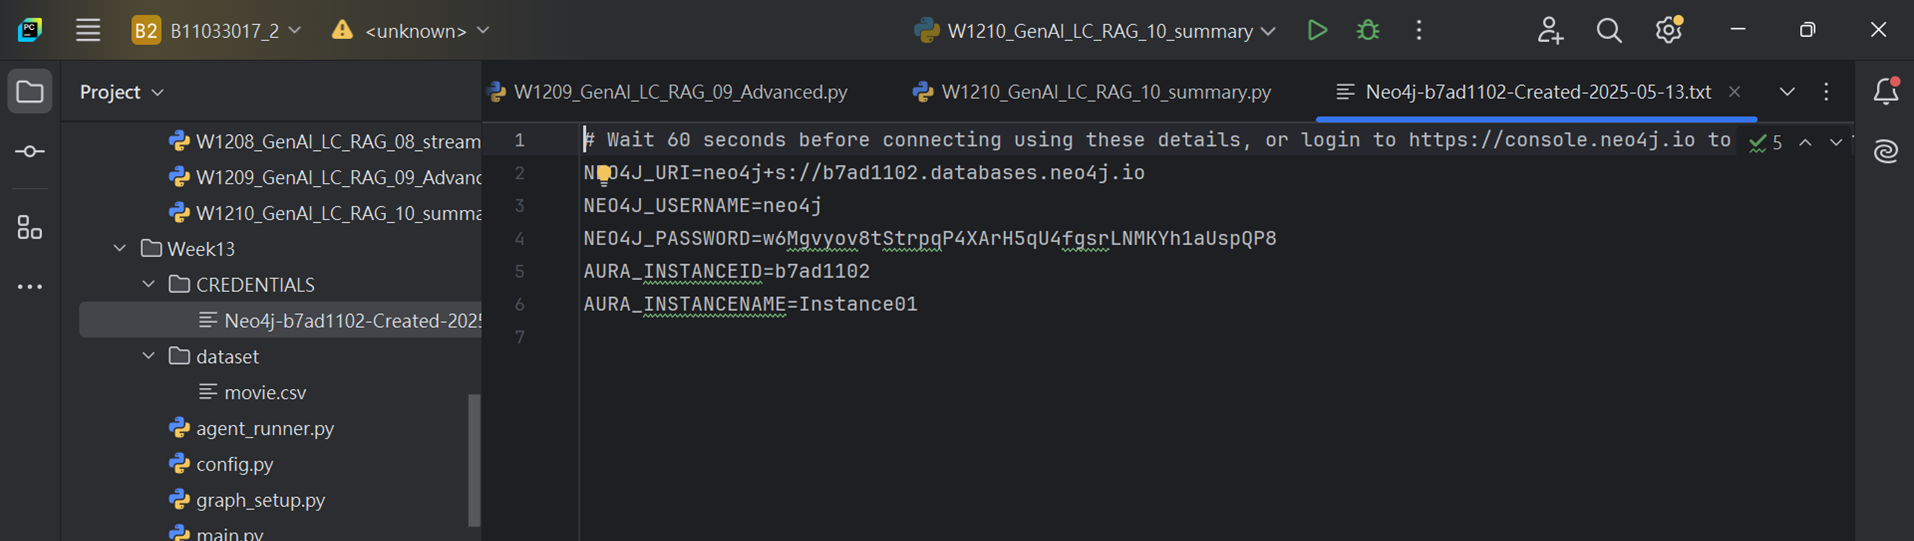 PC
B2 B11033017_2 <unknown> W1210_GenAI_LC_RAG_10_summary
Project
W1208_GenAI_LC_RAG_08_stream
W1209_GenAI_LC_RAG_09_Advanc
W1210_GenAI_LC_RAG_10_summa
Week13
CREDENTIALS
Neo4j-b7ad1102-Created-2025
dataset
movie.csv
agent_runner.py
config.py
graph_setup.py
main.py
W1209_GenAI_LC_RAG_09_Advanced.py W1210_GenAI_LC_RAG_10_summary.py Neo4j-b7ad1102-Created-2025-05-13.txt
1 # Wait 60 seconds before connecting using these details, or login to https://console.neo4j.io to 5
2 NEO4J_URI=neo4j+s://b7ad1102.databases.neo4j.io
3 NEO4J_USERNAME=neo4j
4 NEO4J_PASSWORD=w6Mgvyov8tStrpqP4XArH5qU4fgsrLNMKYh1aUspQP8
5 AURA_INSTANCEID=b7ad1102
6 AURA_INSTANCENAME=Instance01
7